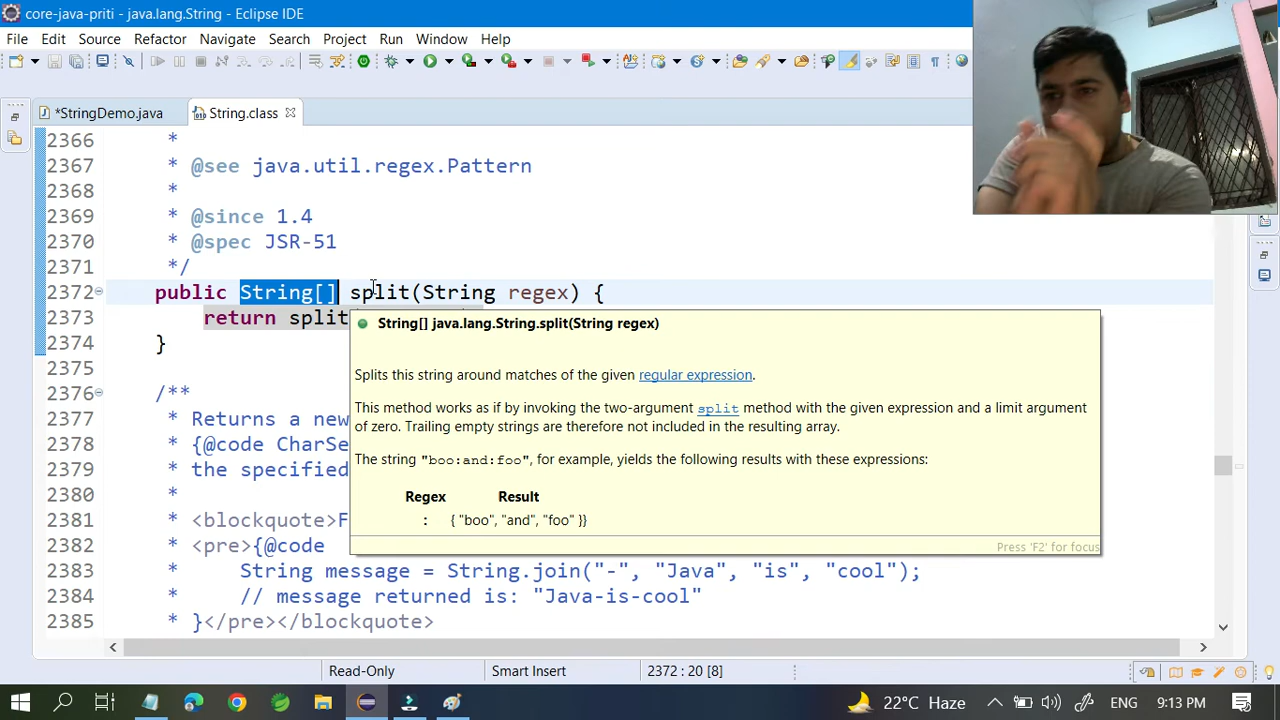 core-java-priti - java.lang.String - Eclipse IDE
File Edit Source Refactor Navigate Search Project Run Window Help
*StringDemo.java String.class
2366 *
2367 * @see java.util.regex.Pattern
2368 *
2369 * @since 1.4
2370 * @spec JSR-51
2371 */
2372 public String[] split(String regex) {
2373 return split
2374 }
2375
2376 /**
2377 * Returns a new
2378 * {@code CharSe
2379 * the specified
2380 *
2381 * <blockquote>F
2382 * <pre>{@code
2383 * String message = String.join("-", "Java", "is", "cool");
2384 * // message returned is: "Java-is-cool"
2385 * }</pre></blockquote>
String[] java.lang.String.split(String regex)
Splits this string around matches of the given regular expression.
This method works as if by invoking the two-argument split method with the given expression and a limit argument
of zero. Trailing empty strings are therefore not included in the resulting array.
The string "boo:and:foo", for example, yields the following results with these expressions:
Regex Result
: { "boo", "and", "foo" }}
Press 'F2' for focus
Read-Only Smart Insert 2372 : 20 [8]
22°C Haze ENG 9:13 PM